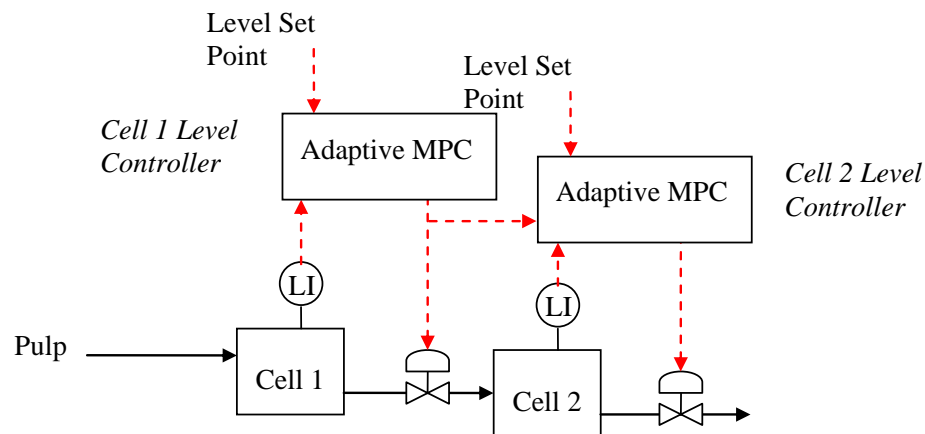 Level Set
Point
Level Set
Point
Cell 1 Level
Controller
Adaptive MPC
Adaptive MPC
Cell 2 Level
Controller
LI
LI
Pulp
Cell 1
Cell 2